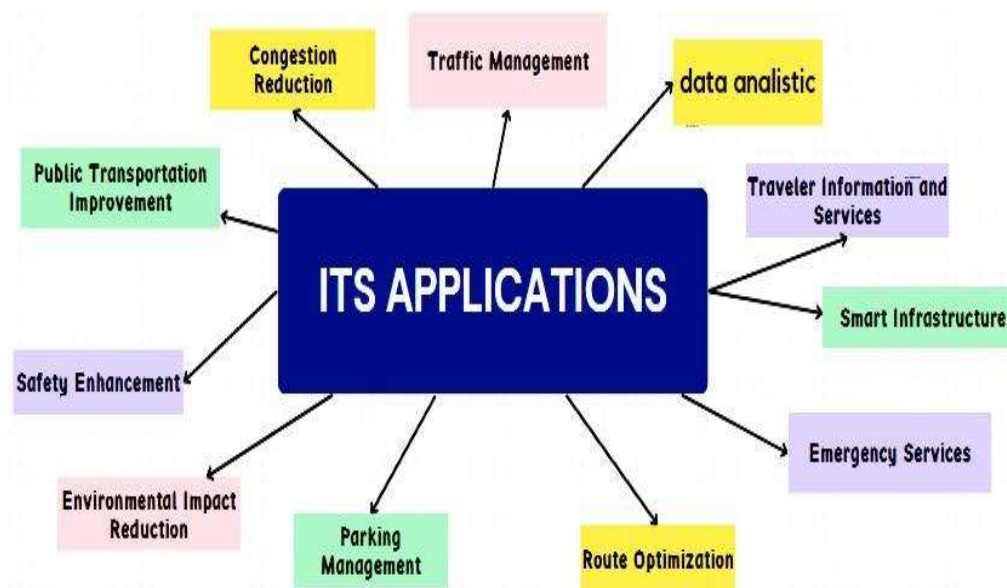 Congestion
Reduction
Traffic Management
data analistic
Public Transportation
Improvement
Traveler Information and
Services
ITS APPLICATIONS
Smart Infrastructure
Safety Enhancement
Emergency Services
Environmental Impact
Reduction
Parking
Management
Route Optimization